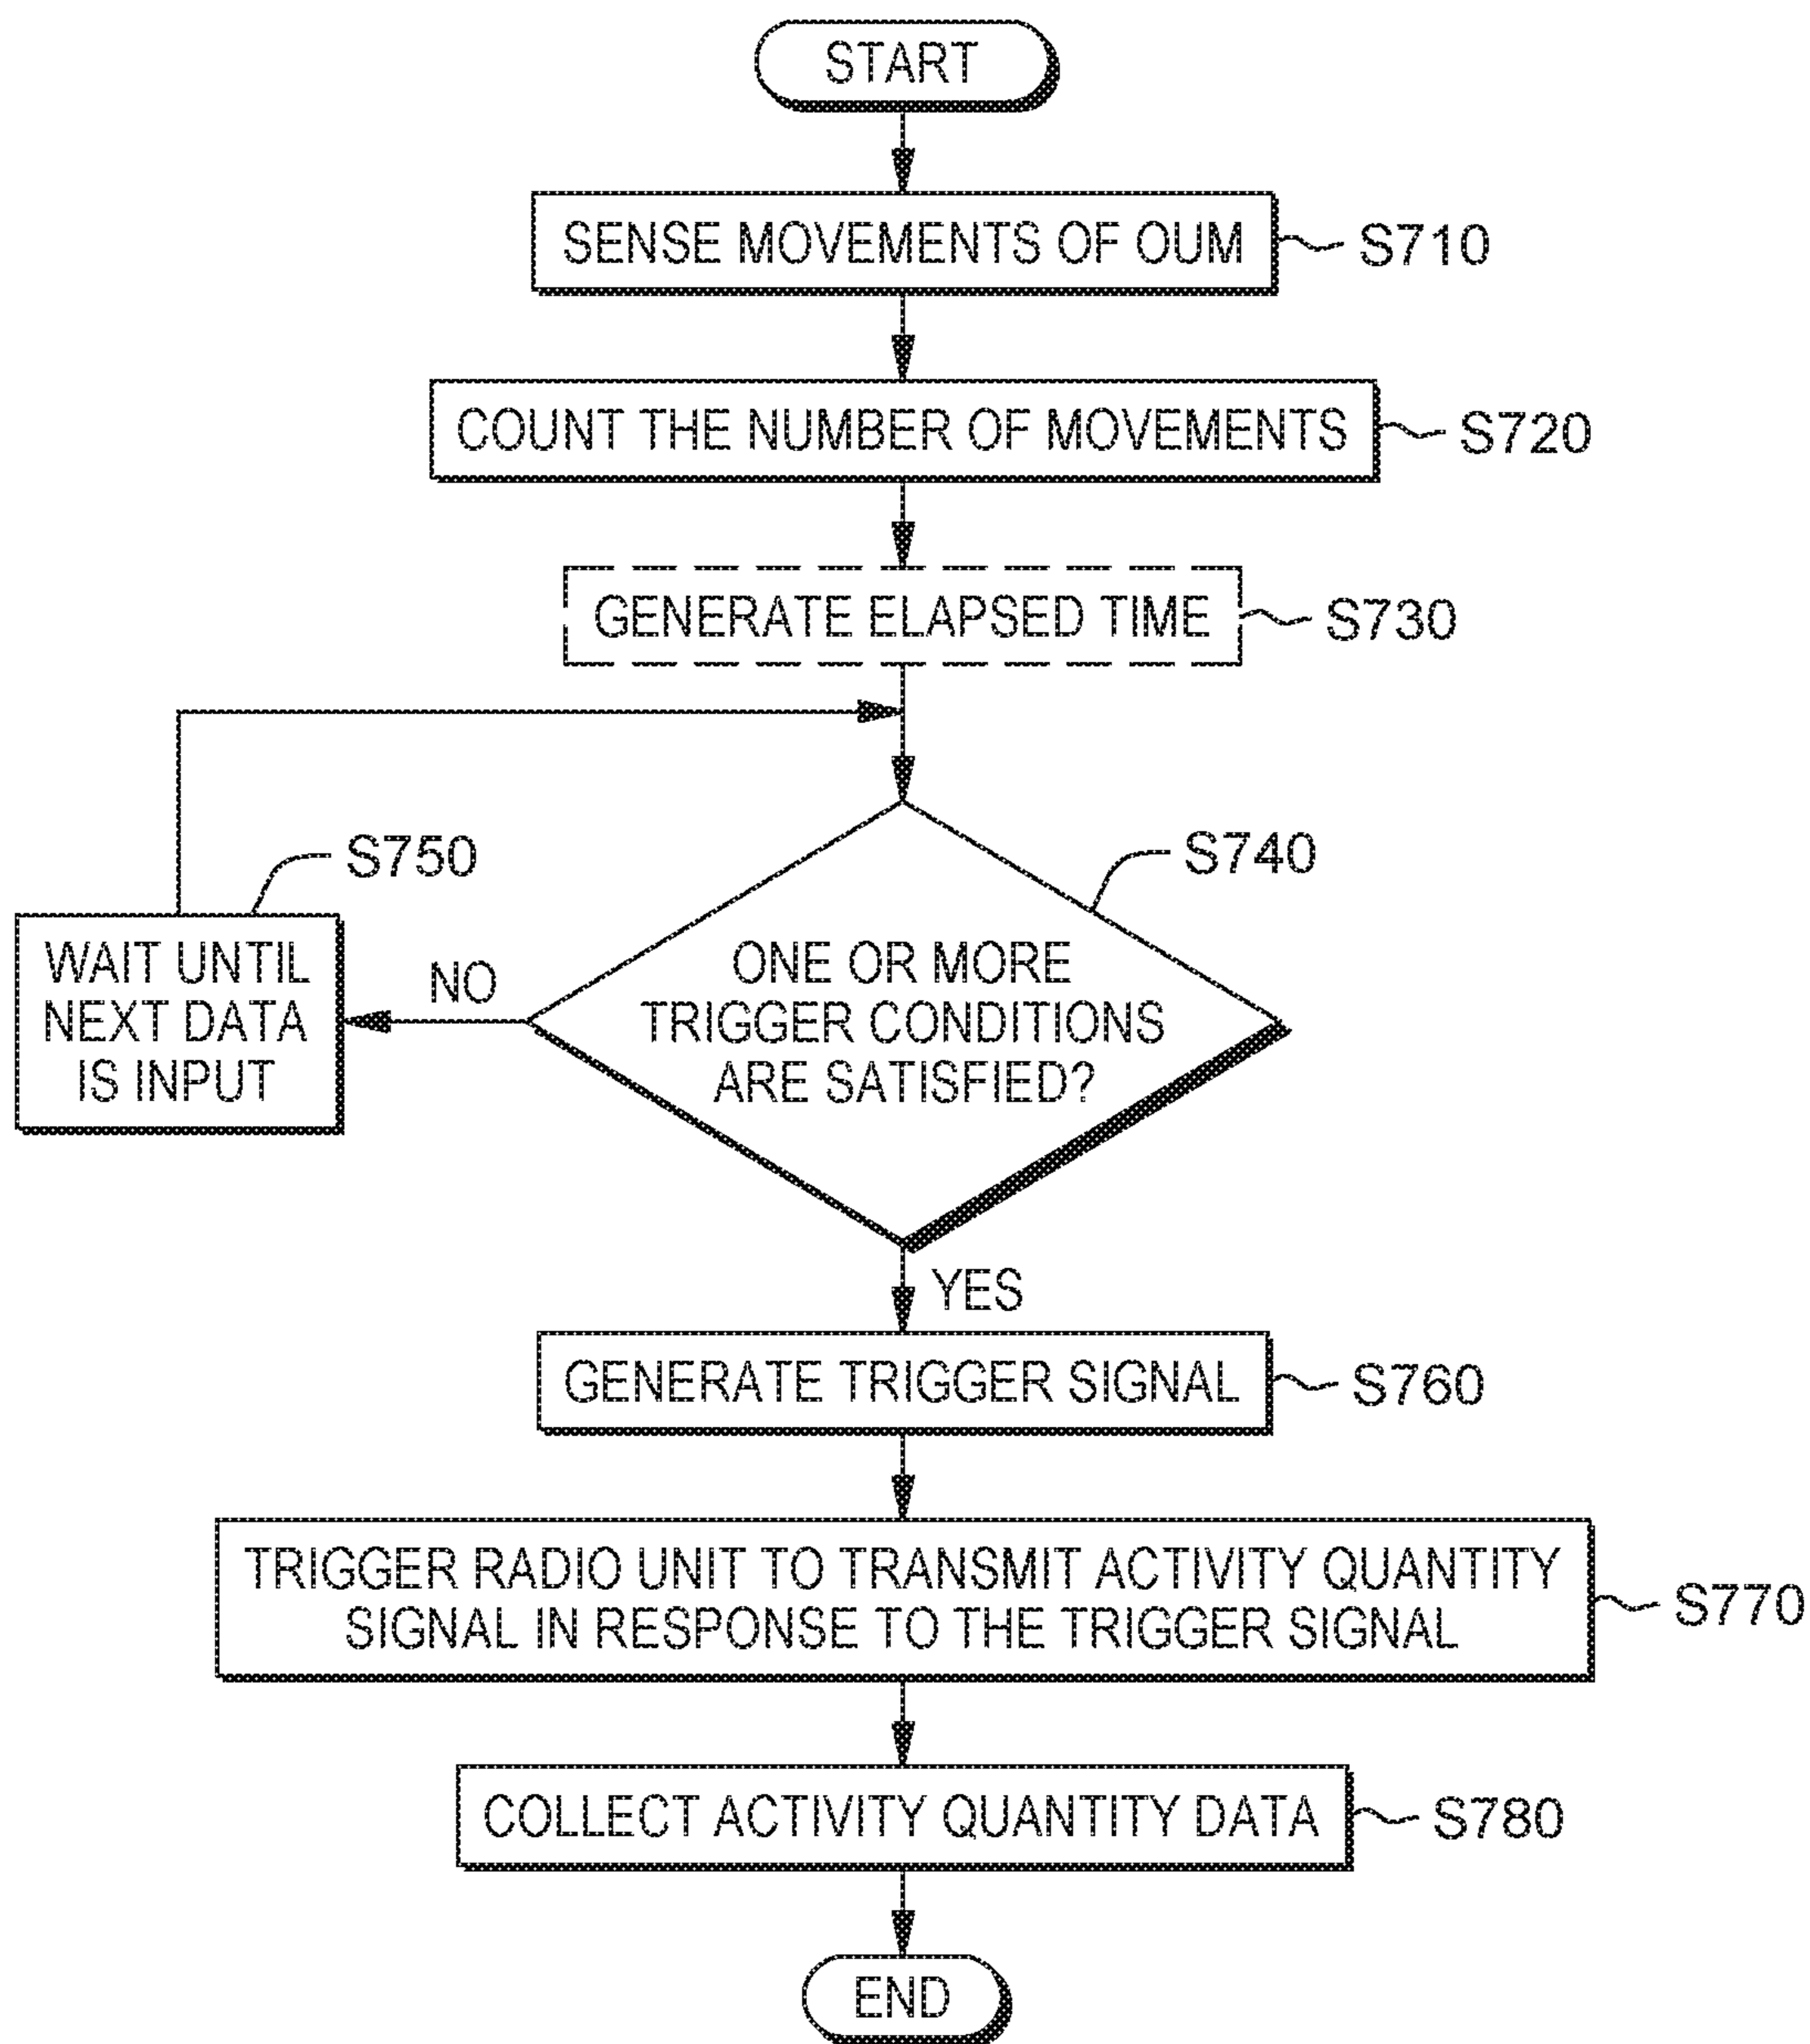 START
SENSE MOVEMENTS OF OUM
S710
COUNT THE NUMBER OF MOVEMENTS
S720
GENERATE ELAPSED TIME
S730
S750
S740
WAIT UNTIL
NEXT DATA
IS INPUT
NO
ONE OR MORE
TRIGGER CONDITIONS
ARE SATISFIED?
YES
GENERATE TRIGGER SIGNAL
S760
TRIGGER RADIO UNIT TO TRANSMIT ACTIVITY QUANTITY
SIGNAL IN RESPONSE TO THE TRIGGER SIGNAL
S770
COLLECT ACTIVITY QUANTITY DATA
S780
END